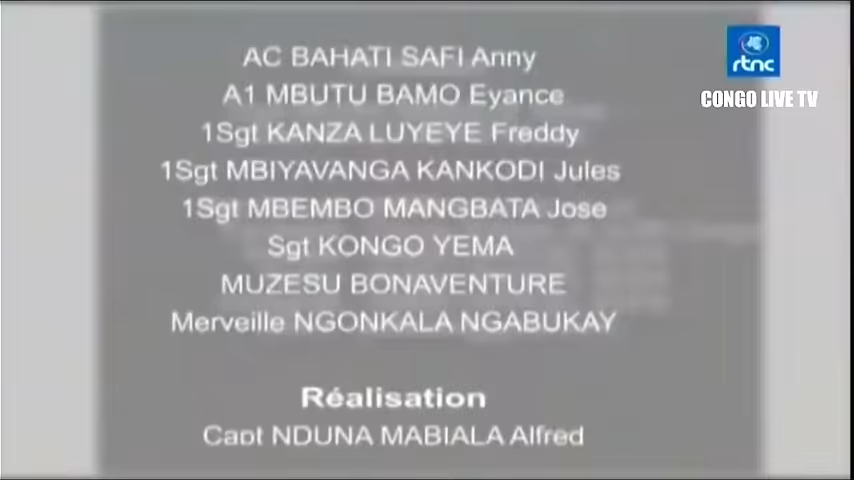 rtnc
CONGO LIVE TV
AC BAHATI SAFI Anny
A1 MBUTU BAMO Eyance
1Sgt KANZA LUYEYE Freddy
1Sgt MBIYAVANGA KANKODI Jules
1Sgt MBEMBO MANGBATA Jose
Sgt KONGO YEMA
MUZESU BONAVENTURE
Merveille NGONKALA NGABUKAY
Réalisation
Capt NDUNA MABIALA Alfred